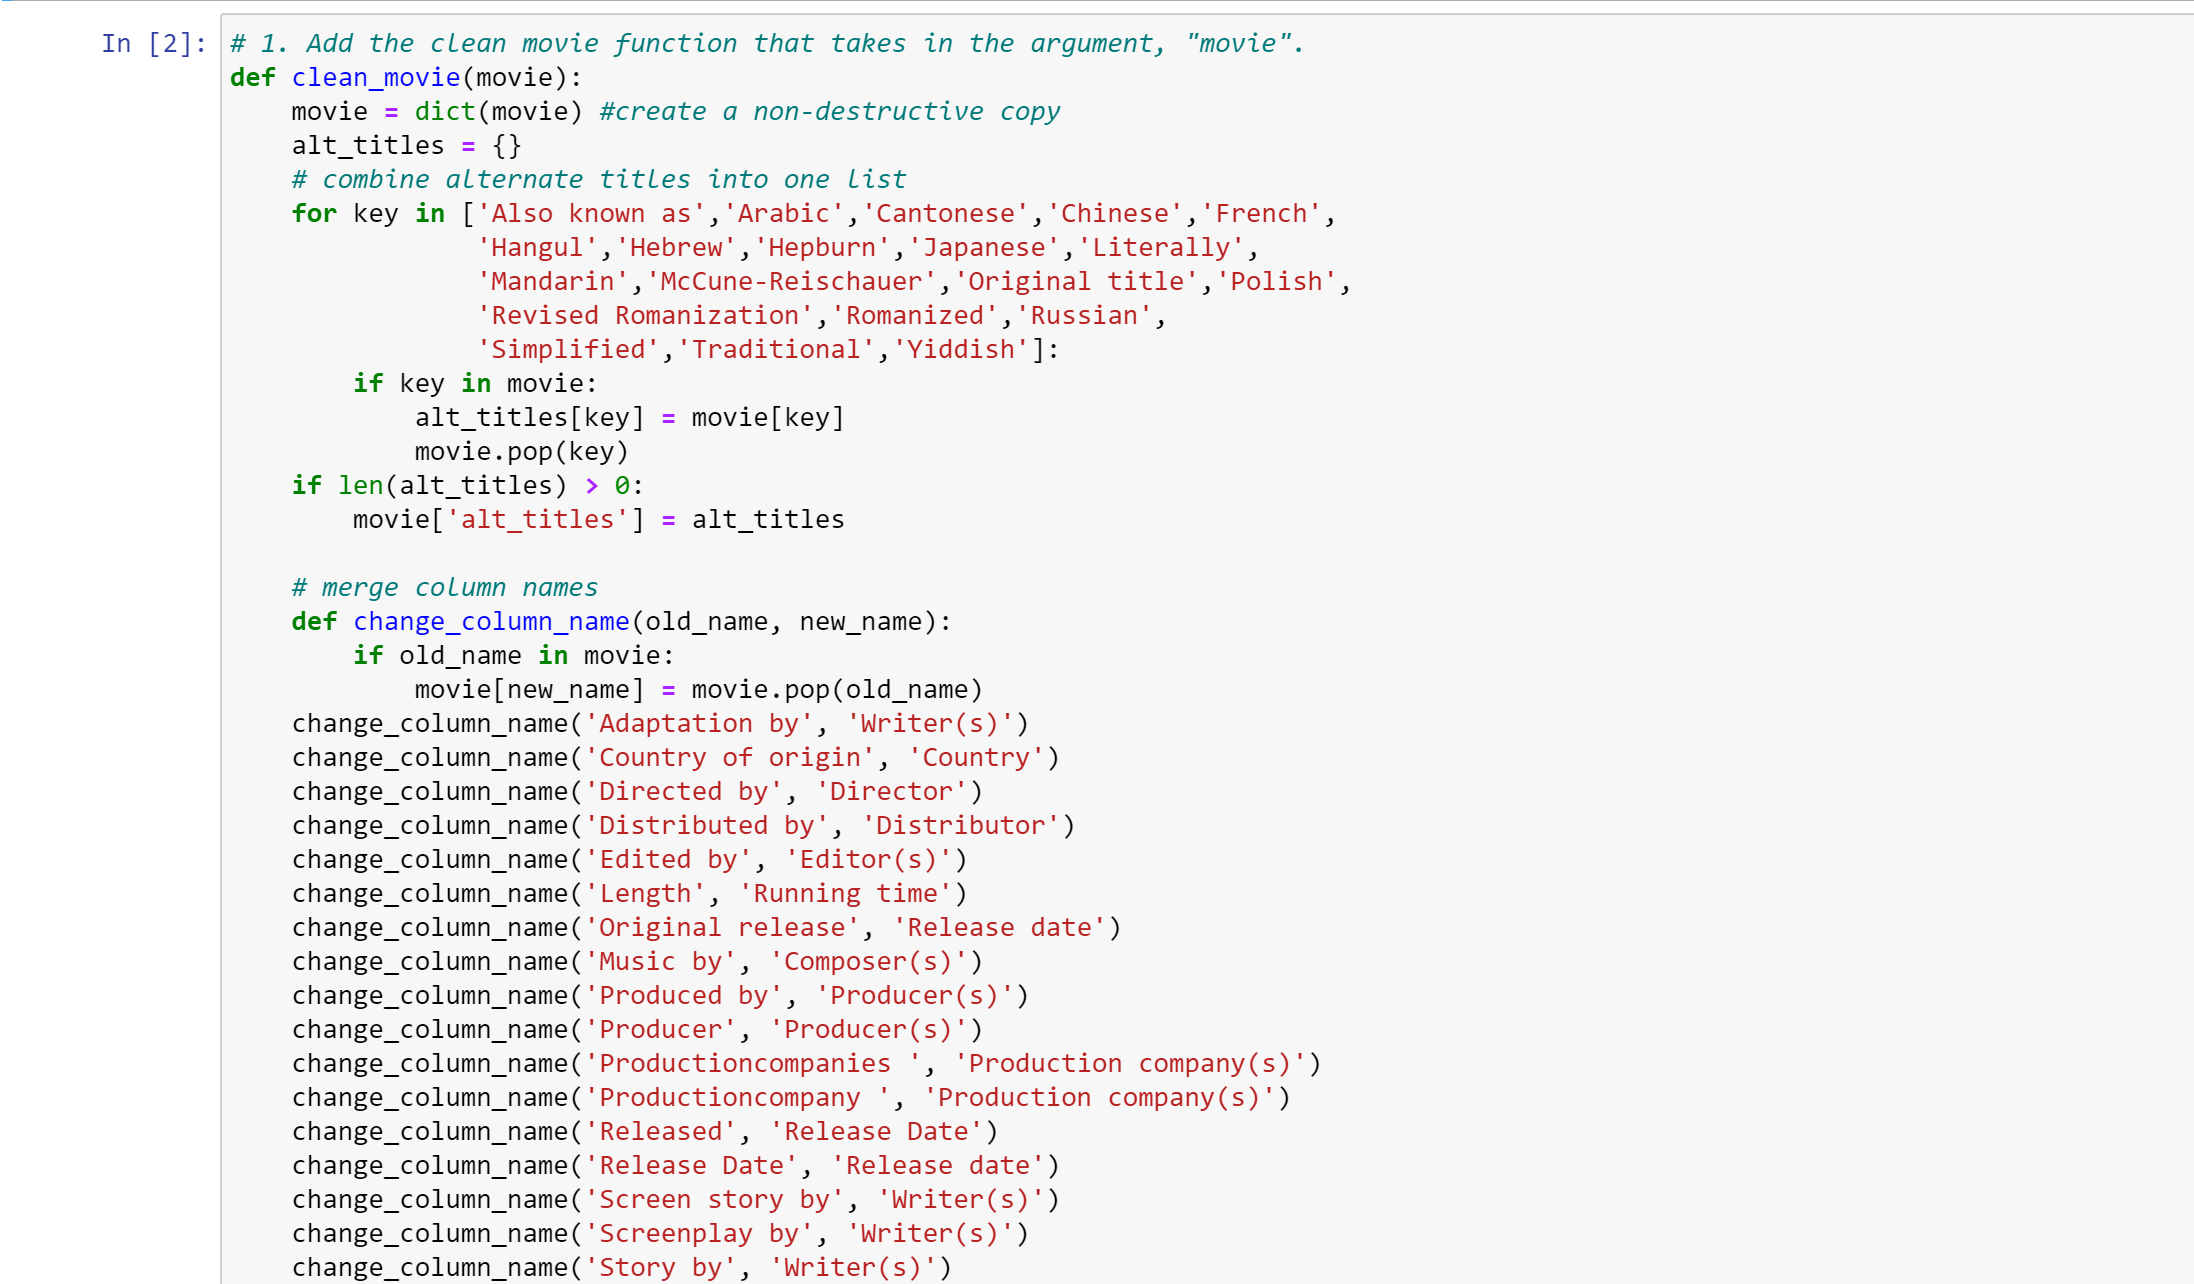 In [2]: # 1. Add the clean movie function that takes in the argument, "movie".
def clean_movie(movie):
    movie = dict(movie) #create a non-destructive copy
    alt_titles = {}
    # combine alternate titles into one list
    for key in ['Also known as','Arabic','Cantonese','Chinese','French',
                'Hangul','Hebrew','Hepburn','Japanese','Literally',
                'Mandarin','McCune-Reischauer','Original title','Polish',
                'Revised Romanization','Romanized','Russian',
                'Simplified','Traditional','Yiddish']:
        if key in movie:
            alt_titles[key] = movie[key]
            movie.pop(key)
    if len(alt_titles) > 0:
        movie['alt_titles'] = alt_titles

    # merge column names
    def change_column_name(old_name, new_name):
        if old_name in movie:
            movie[new_name] = movie.pop(old_name)
    change_column_name('Adaptation by', 'Writer(s)')
    change_column_name('Country of origin', 'Country')
    change_column_name('Directed by', 'Director')
    change_column_name('Distributed by', 'Distributor')
    change_column_name('Edited by', 'Editor(s)')
    change_column_name('Length', 'Running time')
    change_column_name('Original release', 'Release date')
    change_column_name('Music by', 'Composer(s)')
    change_column_name('Produced by', 'Producer(s)')
    change_column_name('Producer', 'Producer(s)')
    change_column_name('Productioncompanies ', 'Production company(s)')
    change_column_name('Productioncompany ', 'Production company(s)')
    change_column_name('Released', 'Release Date')
    change_column_name('Release Date', 'Release date')
    change_column_name('Screen story by', 'Writer(s)')
    change_column_name('Screenplay by', 'Writer(s)')
    change_column_name('Story by', 'Writer(s)')